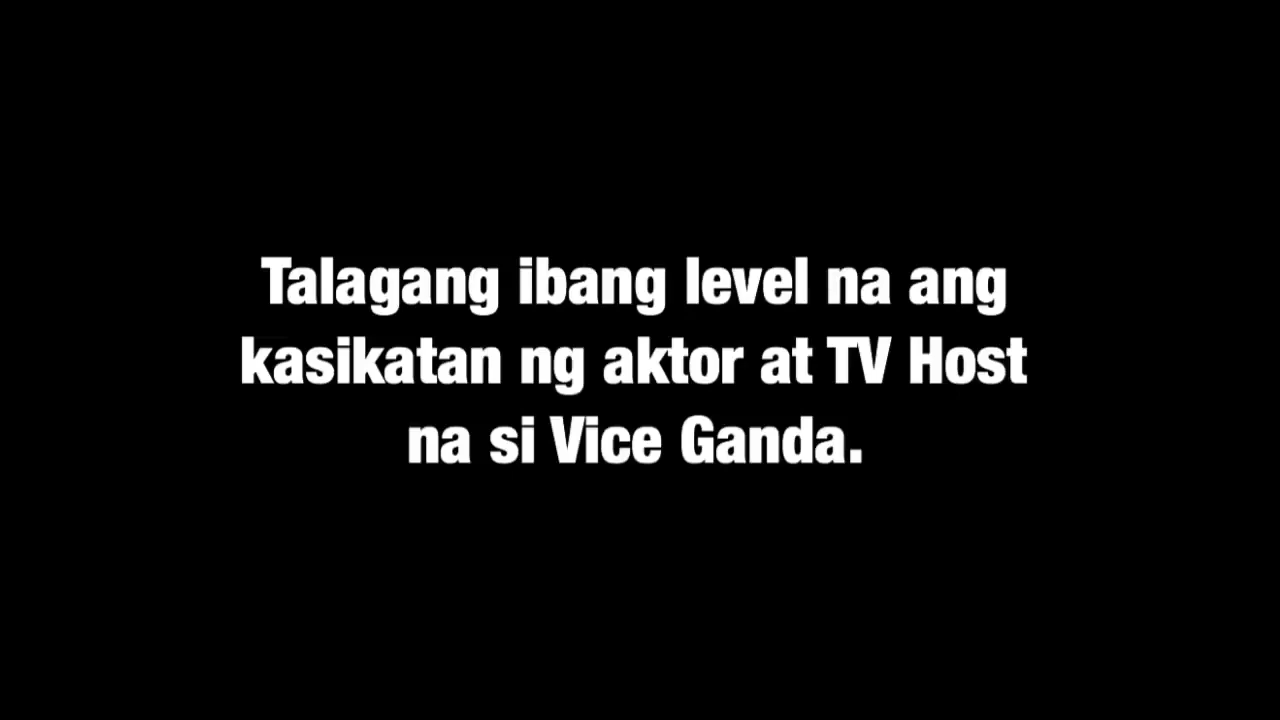 Talagang ibang level na ang
kasikatan ng aktor at TV Host
na si Vice Ganda.